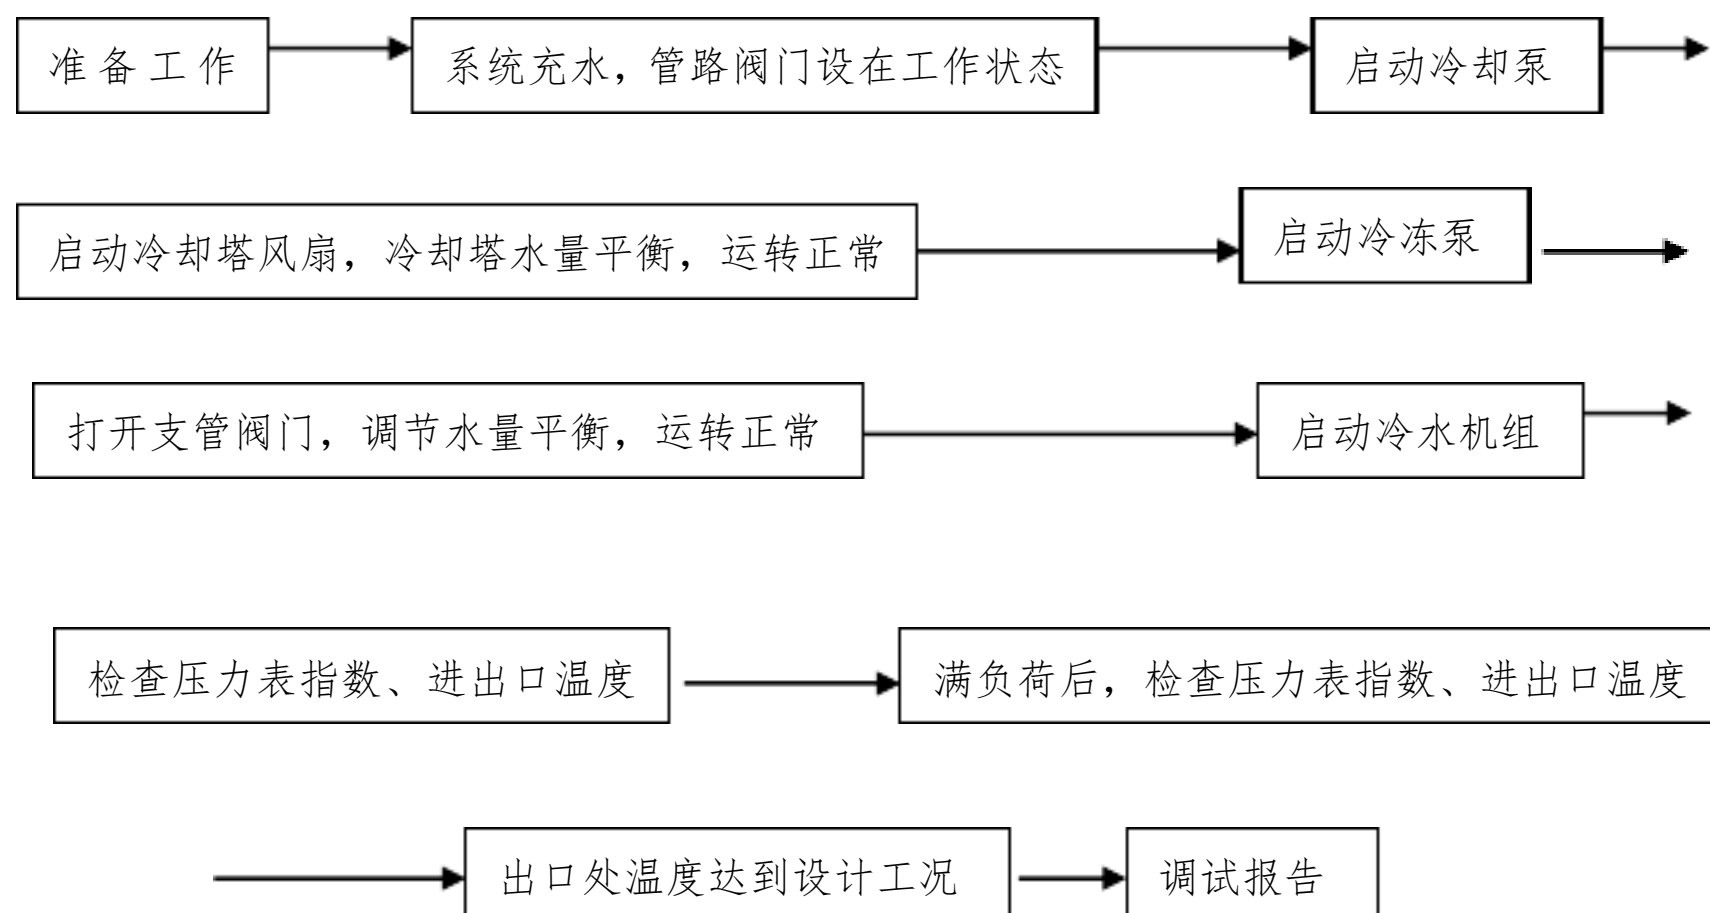 准备工作 系统充水，管路阀门设在工作状态 启动冷却泵
启动冷却塔风扇，冷却塔水量平衡，运转正常 启动冷冻泵
打开支管阀门，调节水量平衡，运转正常 启动冷水机组
检查压力表指数、进出口温度 满负荷后，检查压力表指数、进出口温度
出口处温度达到设计工况 调试报告